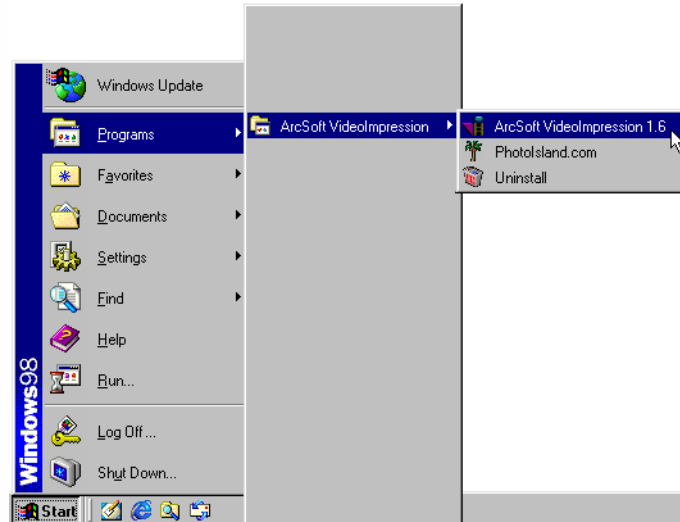 Windows Update
Programs
Favorites
Documents
Settings
Find
Help
Run...
Log Off...
Shut Down...
Windows98
Start
ArcSoft VideoImpression
ArcSoft VideoImpression 1.6
PhotoIsland.com
Uninstall